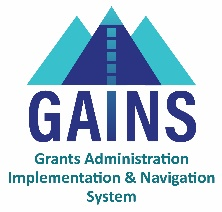 GAINS
Grants Administration
Implementation & Navigation
System